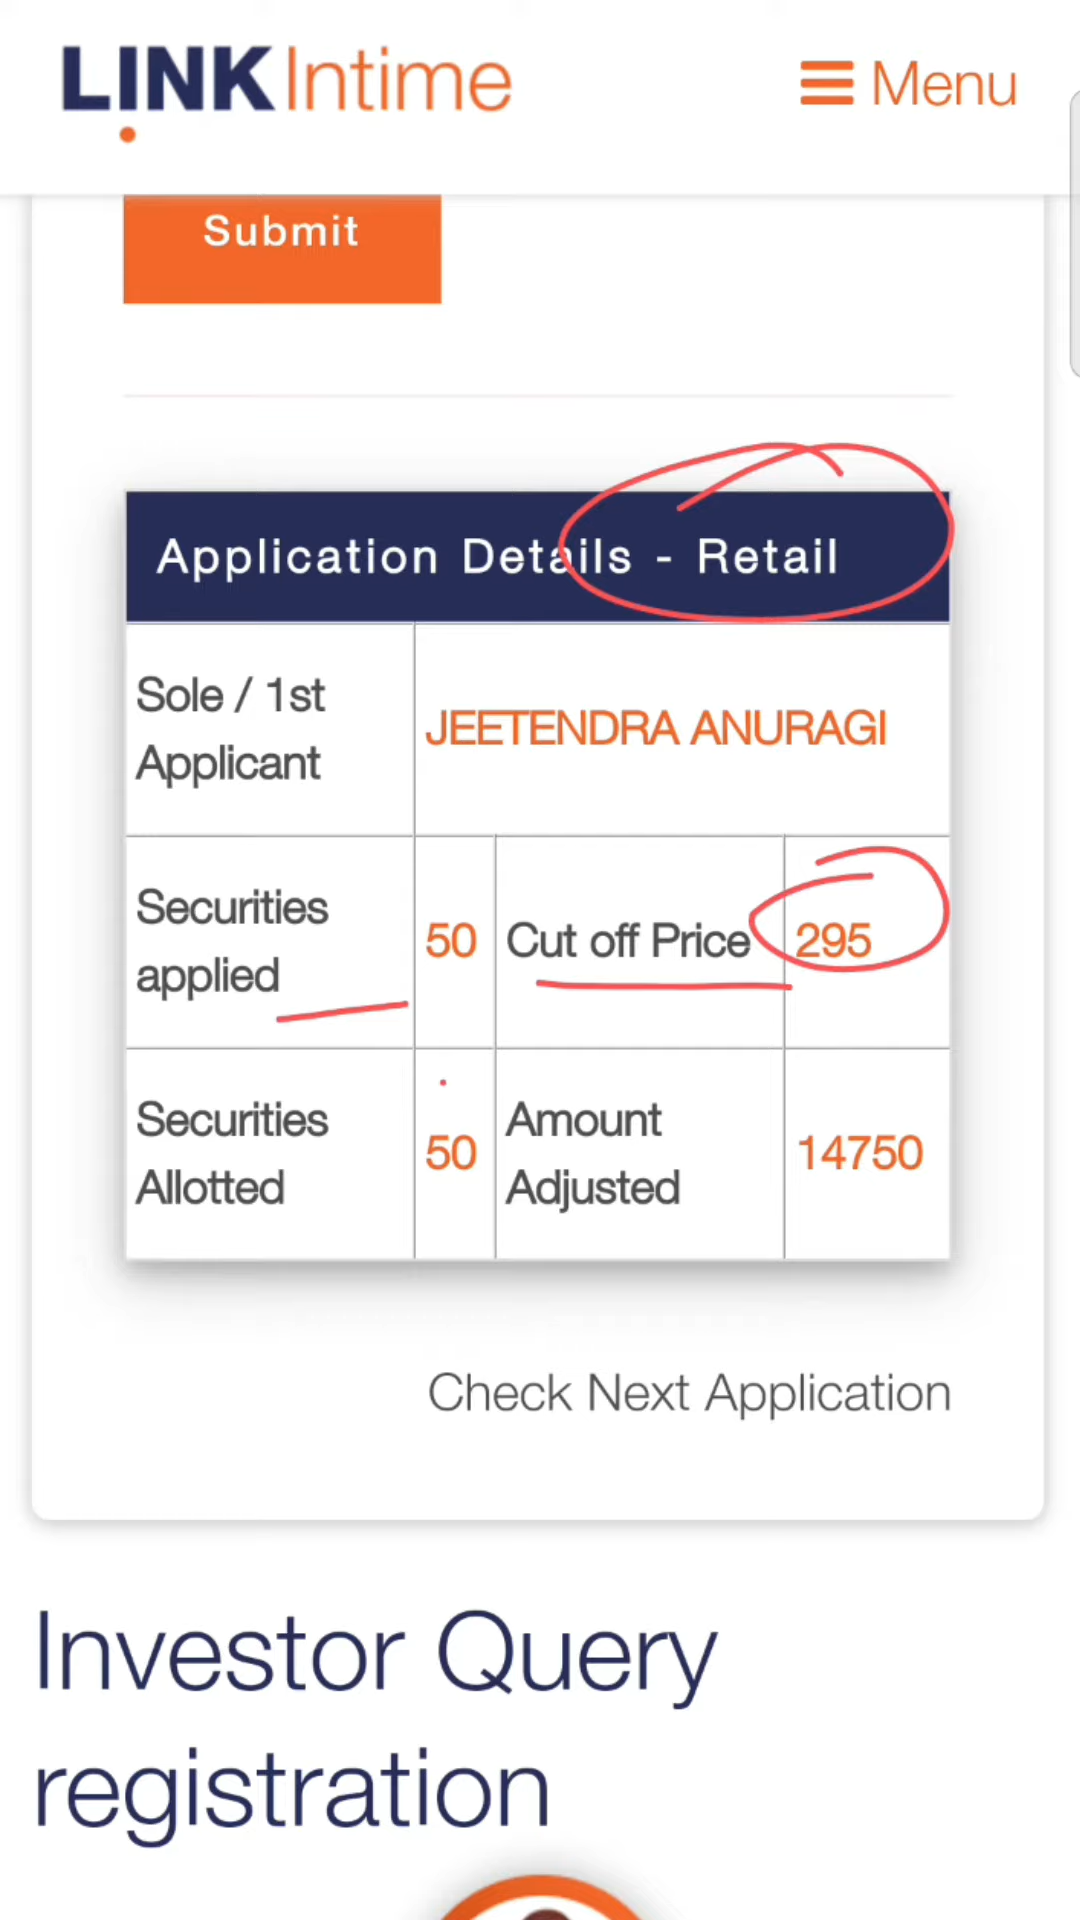 LINK Intime
Menu
Submit
Application Details - Retail
Sole / 1st
Applicant
JEETENDRA ANURAGI
Securities
applied
50
Cut off Price
295
Securities
Allotted
50
Amount
Adjusted
14750
Check Next Application
Investor Query
registration